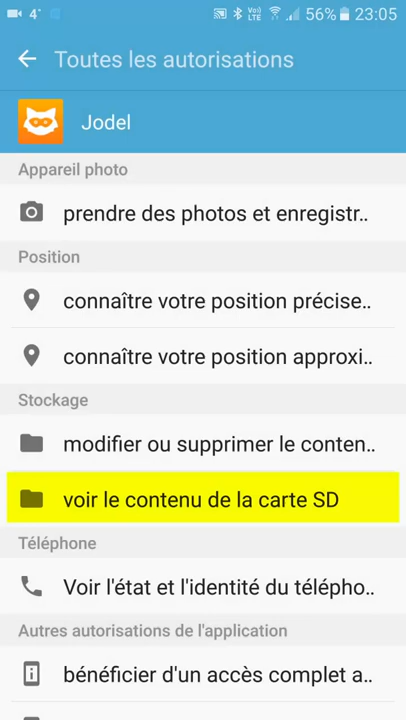 4°
Vo) LTE 56% 23:05
Toutes les autorisations
Jodel
Appareil photo
prendre des photos et enregistr..
Position
connaître votre position précise..
connaître votre position approxi..
Stockage
modifier ou supprimer le conten..
voir le contenu de la carte SD
Téléphone
Voir l'état et l'identité du télépho..
Autres autorisations de l'application
bénéficier d'un accès complet a..